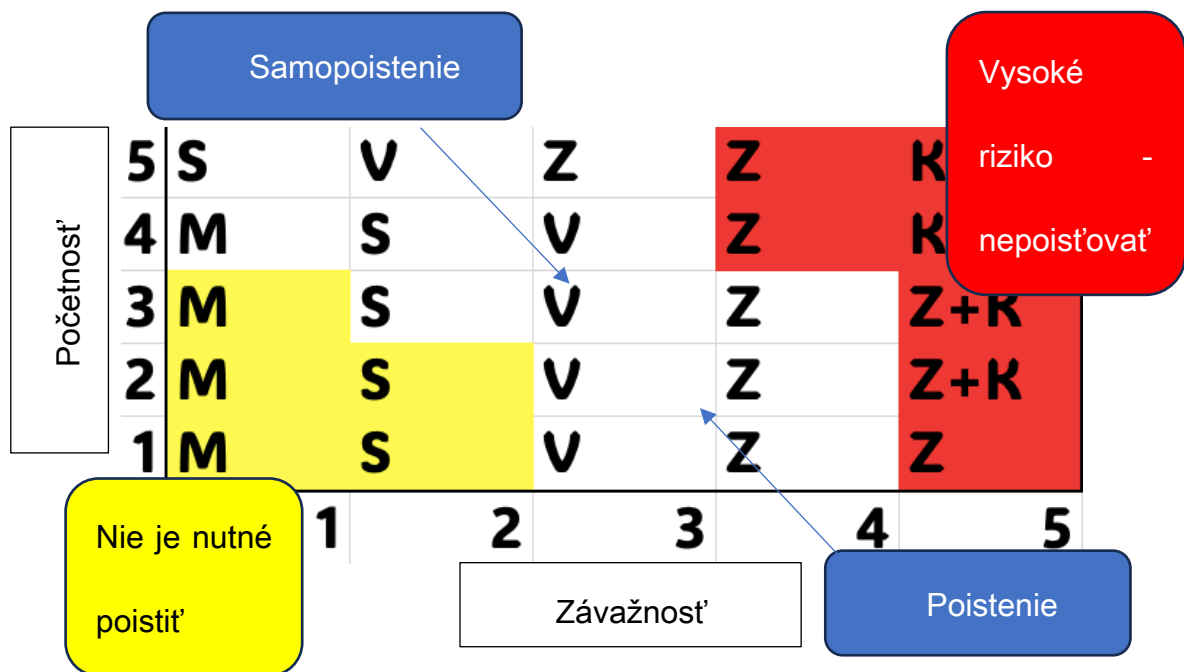 Samopoistenie
Vysoké
riziko -
nepoisťovať
Početnosť
5 S V Z Z K
4 M S V Z K
3 M S V Z Z+K
2 M S V Z Z+K
1 M S V Z Z
1 2 3 4 5
Nie je nutné
poistiť
Závažnosť
Poistenie